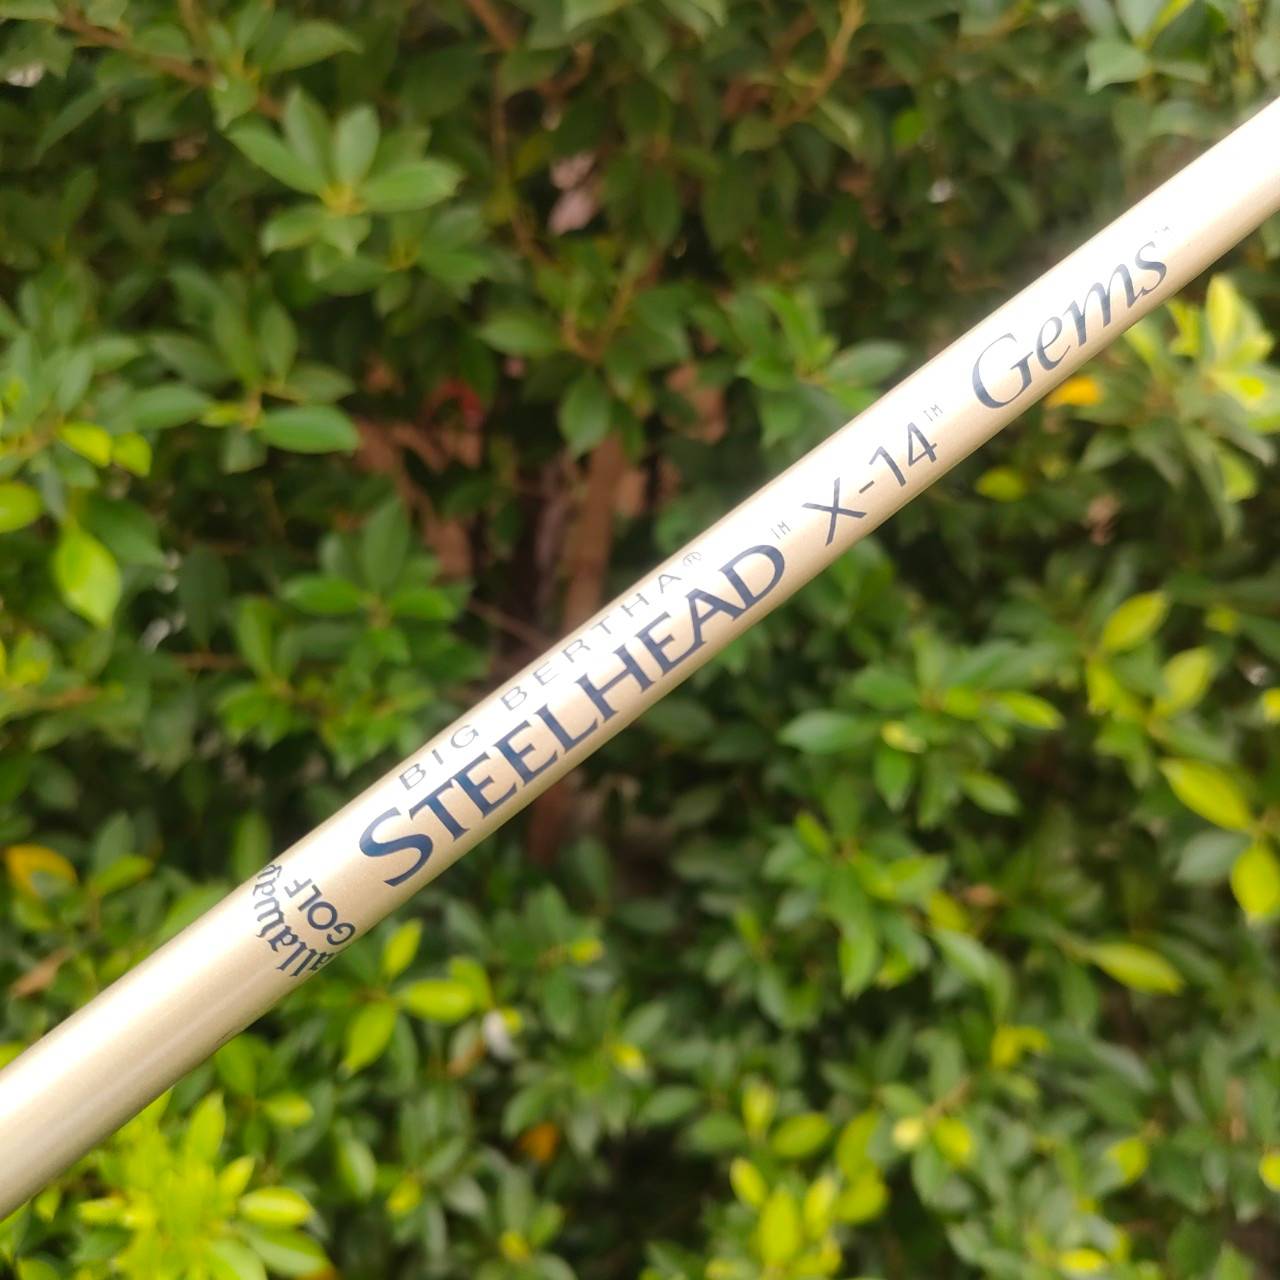 Callaway
GOLF
BIG BERTHA®
STEELHEAD™ X-14™ Gems™